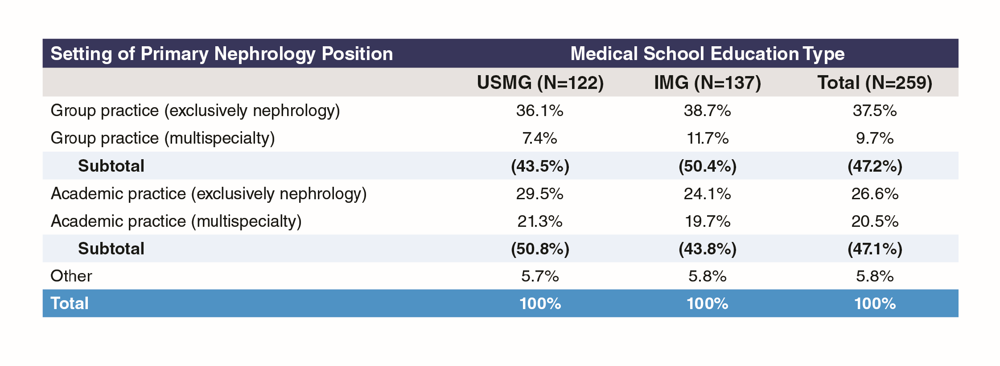 Setting of Primary Nephrology Position Medical School Education Type
USMG (N=122) IMG (N=137) Total (N=259)
Group practice (exclusively nephrology) 36.1% 38.7% 37.5%
Group practice (multispecialty) 7.4% 11.7% 9.7%
Subtotal (43.5%) (50.4%) (47.2%)
Academic practice (exclusively nephrology) 29.5% 24.1% 26.6%
Academic practice (multispecialty) 21.3% 19.7% 20.5%
Subtotal (50.8%) (43.8%) (47.1%)
Other 5.7% 5.8% 5.8%
Total 100% 100% 100%